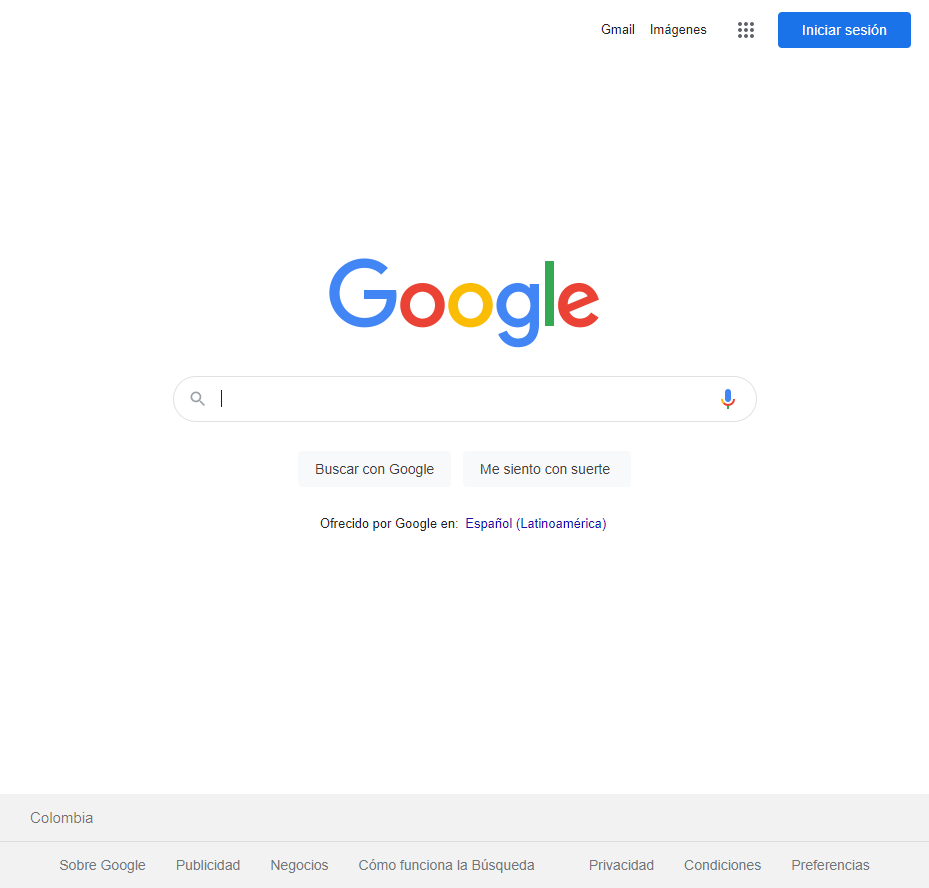 Gmail Imágenes Iniciar sesión
Google
Buscar con Google Me siento con suerte
Ofrecido por Google en: Español (Latinoamérica)
Colombia
Sobre Google Publicidad Negocios Cómo funciona la Búsqueda Privacidad Condiciones Preferencias